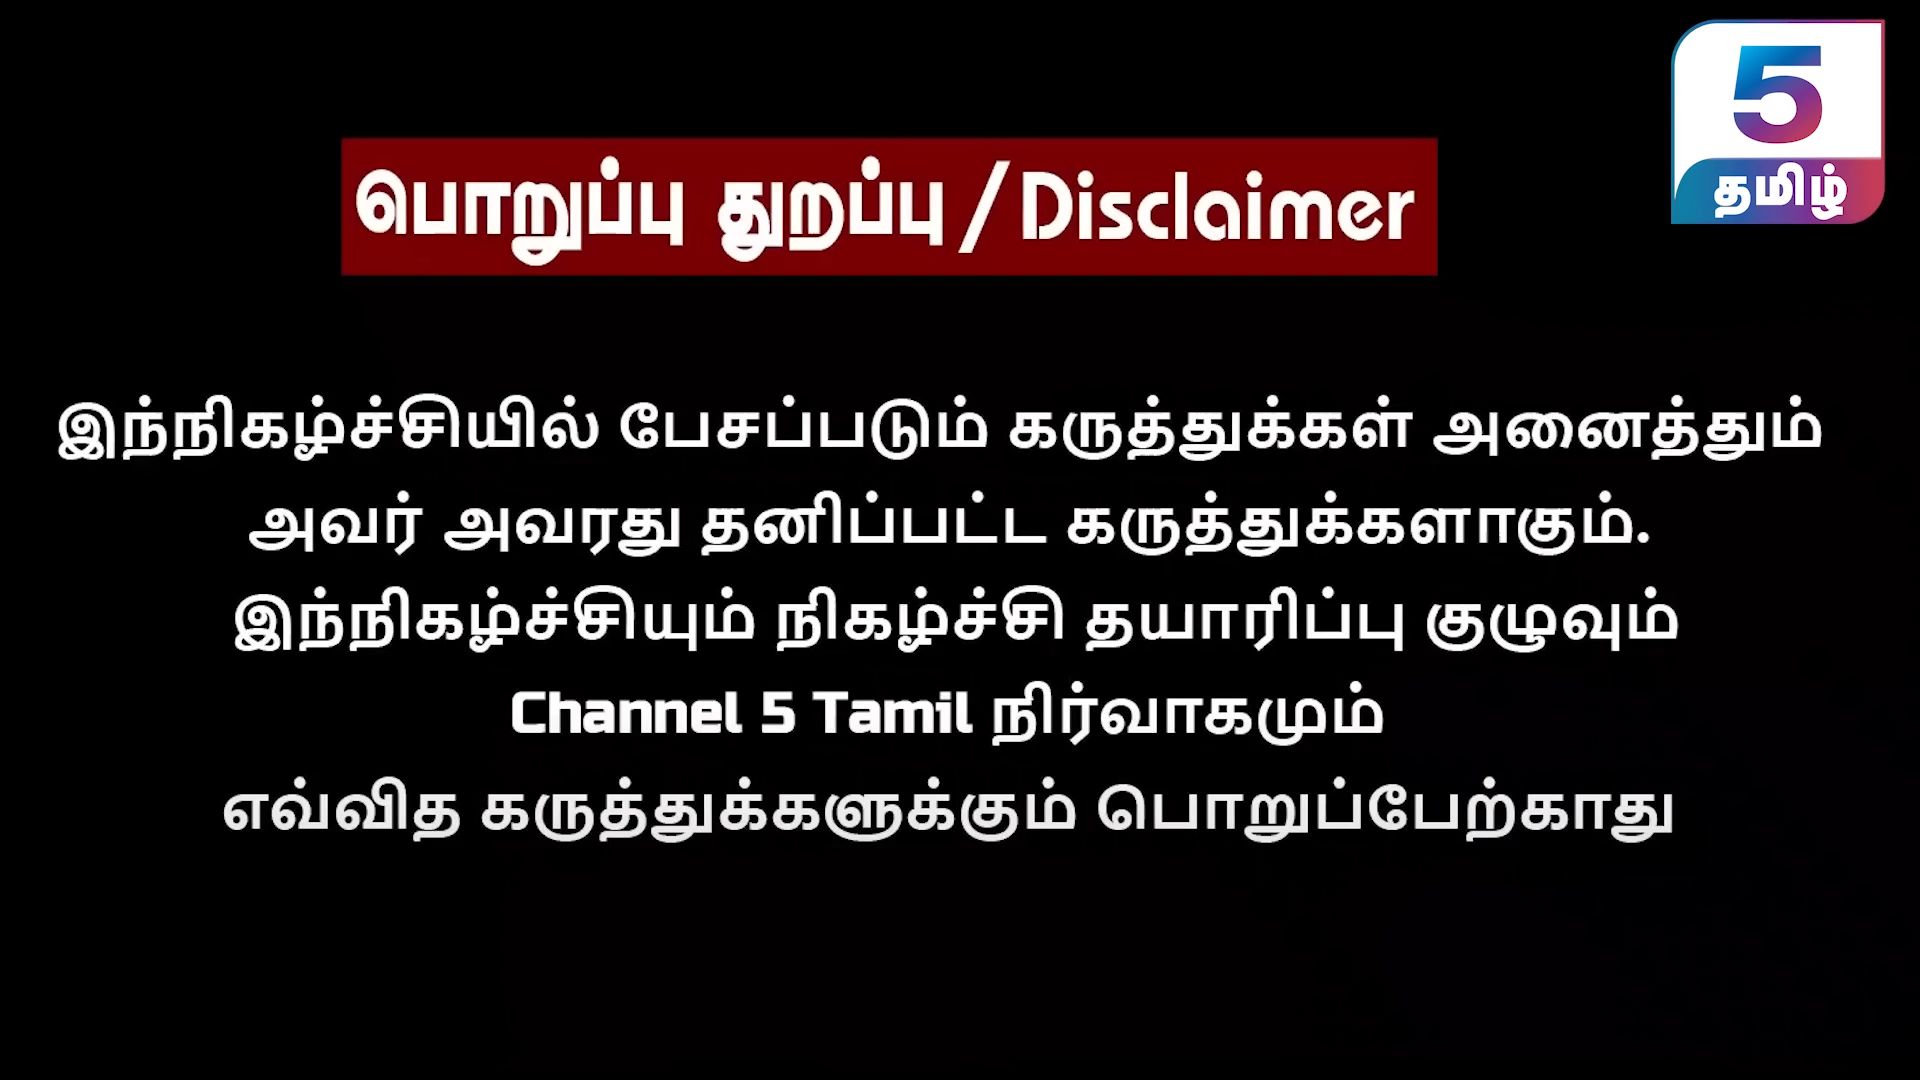 5
தமிழ்
பொறுப்பு துறப்பு/Disclaimer
இந்நிகழ்ச்சியில் பேசப்படும் கருத்துக்கள் அனைத்தும்
அவர் அவரது தனிப்பட்ட கருத்துக்களாகும்.
இந்நிகழ்ச்சியும் நிகழ்ச்சி தயாரிப்பு குழுவும்
Channel 5 Tamil நிர்வாகமும்
எவ்வித கருத்துக்களுக்கும் பொறுப்பேற்காது